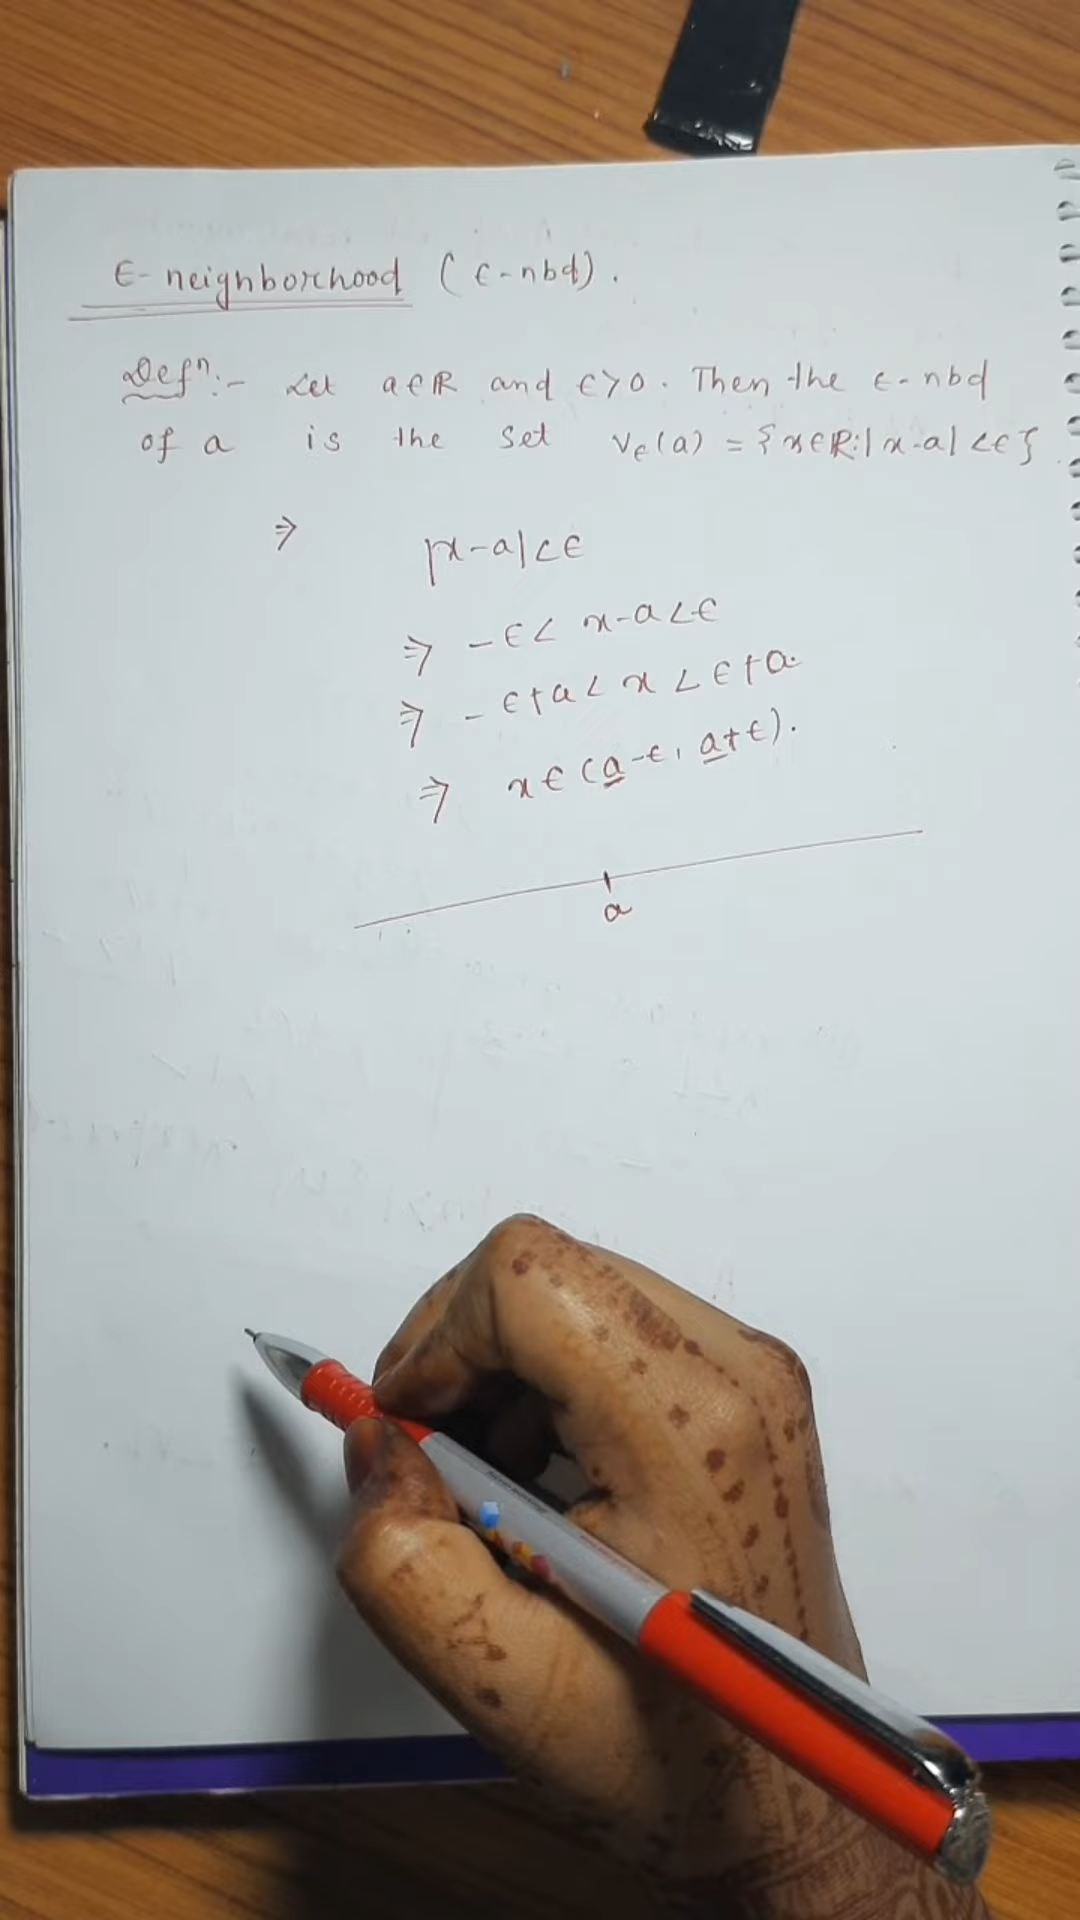 ϵ- neighborhood (ϵ-nbd).
Defⁿ:- Let a∈ℝ and ϵ>0. Then the ϵ-nbd
of a is the set Vϵ(a) = {x∈ℝ:|x-a|<ϵ}
⇒ |x-a|<ϵ
⇒ -ϵ< x-a<ϵ
⇒ -ϵ+a< x <ϵ+a.
⇒ x∈(a-ϵ, a+ϵ).
a